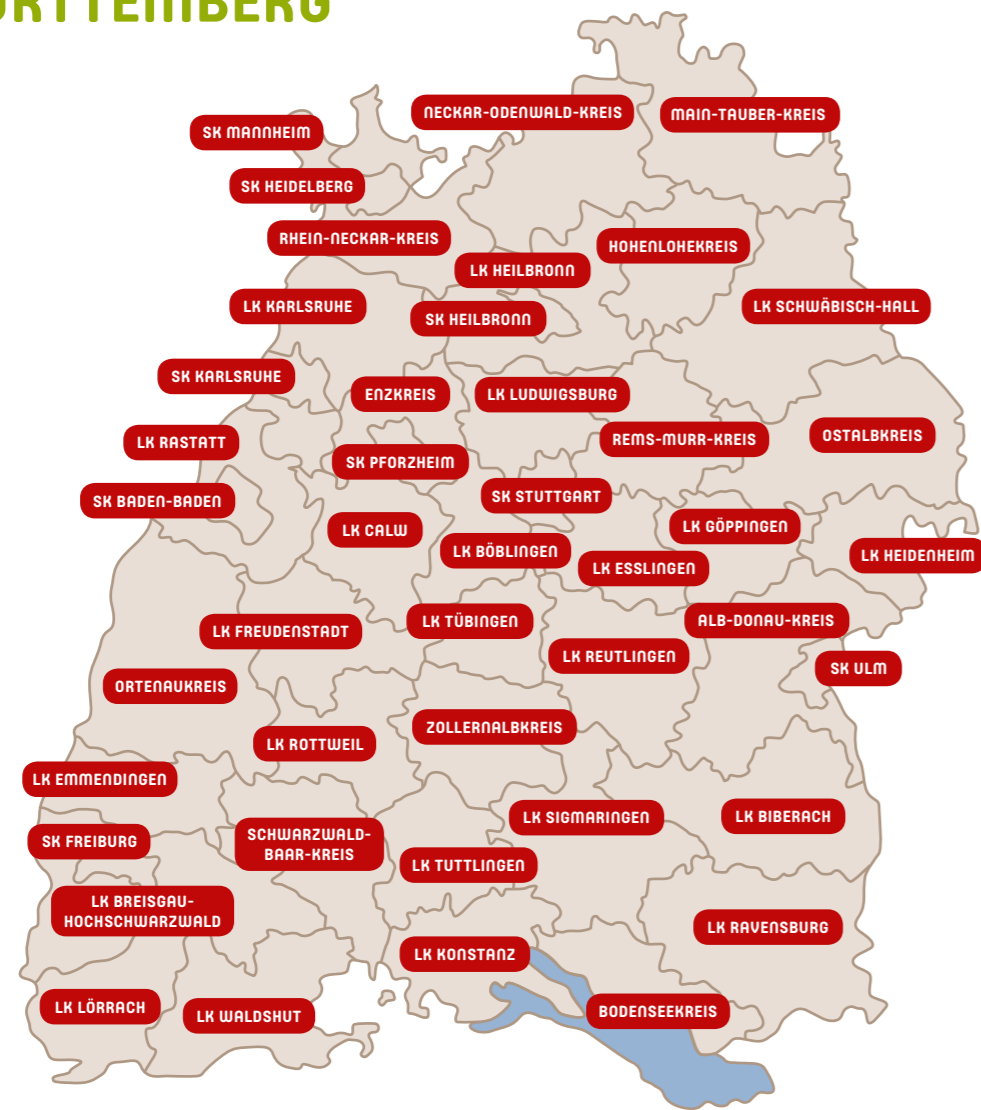 ÜRTTEMBERG
NECKAR-ODENWALD-KREIS
MAIN-TAUBER-KREIS
SK MANNHEIM
SK HEIDELBERG
RHEIN-NECKAR-KREIS
HOHENLOHEKREIS
LK HEILBRONN
LK KARLSRUHE
SK HEILBRONN
LK SCHWÄBISCH-HALL
SK KARLSRUHE
ENZKREIS
LK LUDWIGSBURG
LK RASTATT
REMS-MURR-KREIS
OSTALBKREIS
SK PFORZHEIM
SK BADEN-BADEN
SK STUTTGART
LK CALW
LK GÖPPINGEN
LK BÖBLINGEN
LK HEIDENHEIM
LK ESSLINGEN
LK FREUDENSTADT
LK TÜBINGEN
ALB-DONAU-KREIS
LK REUTLINGEN
SK ULM
ORTENAUKREIS
LK ROTTWEIL
ZOLLERNALBKREIS
LK EMMENDINGEN
LK SIGMARINGEN
LK BIBERACH
SK FREIBURG
SCHWARZWALD-
BAAR-KREIS
LK TUTTLINGEN
LK BREISGAU-
HOCHSCHWARZWALD
LK RAVENSBURG
LK KONSTANZ
LK LÖRRACH
LK WALDSHUT
BODENSEEKREIS